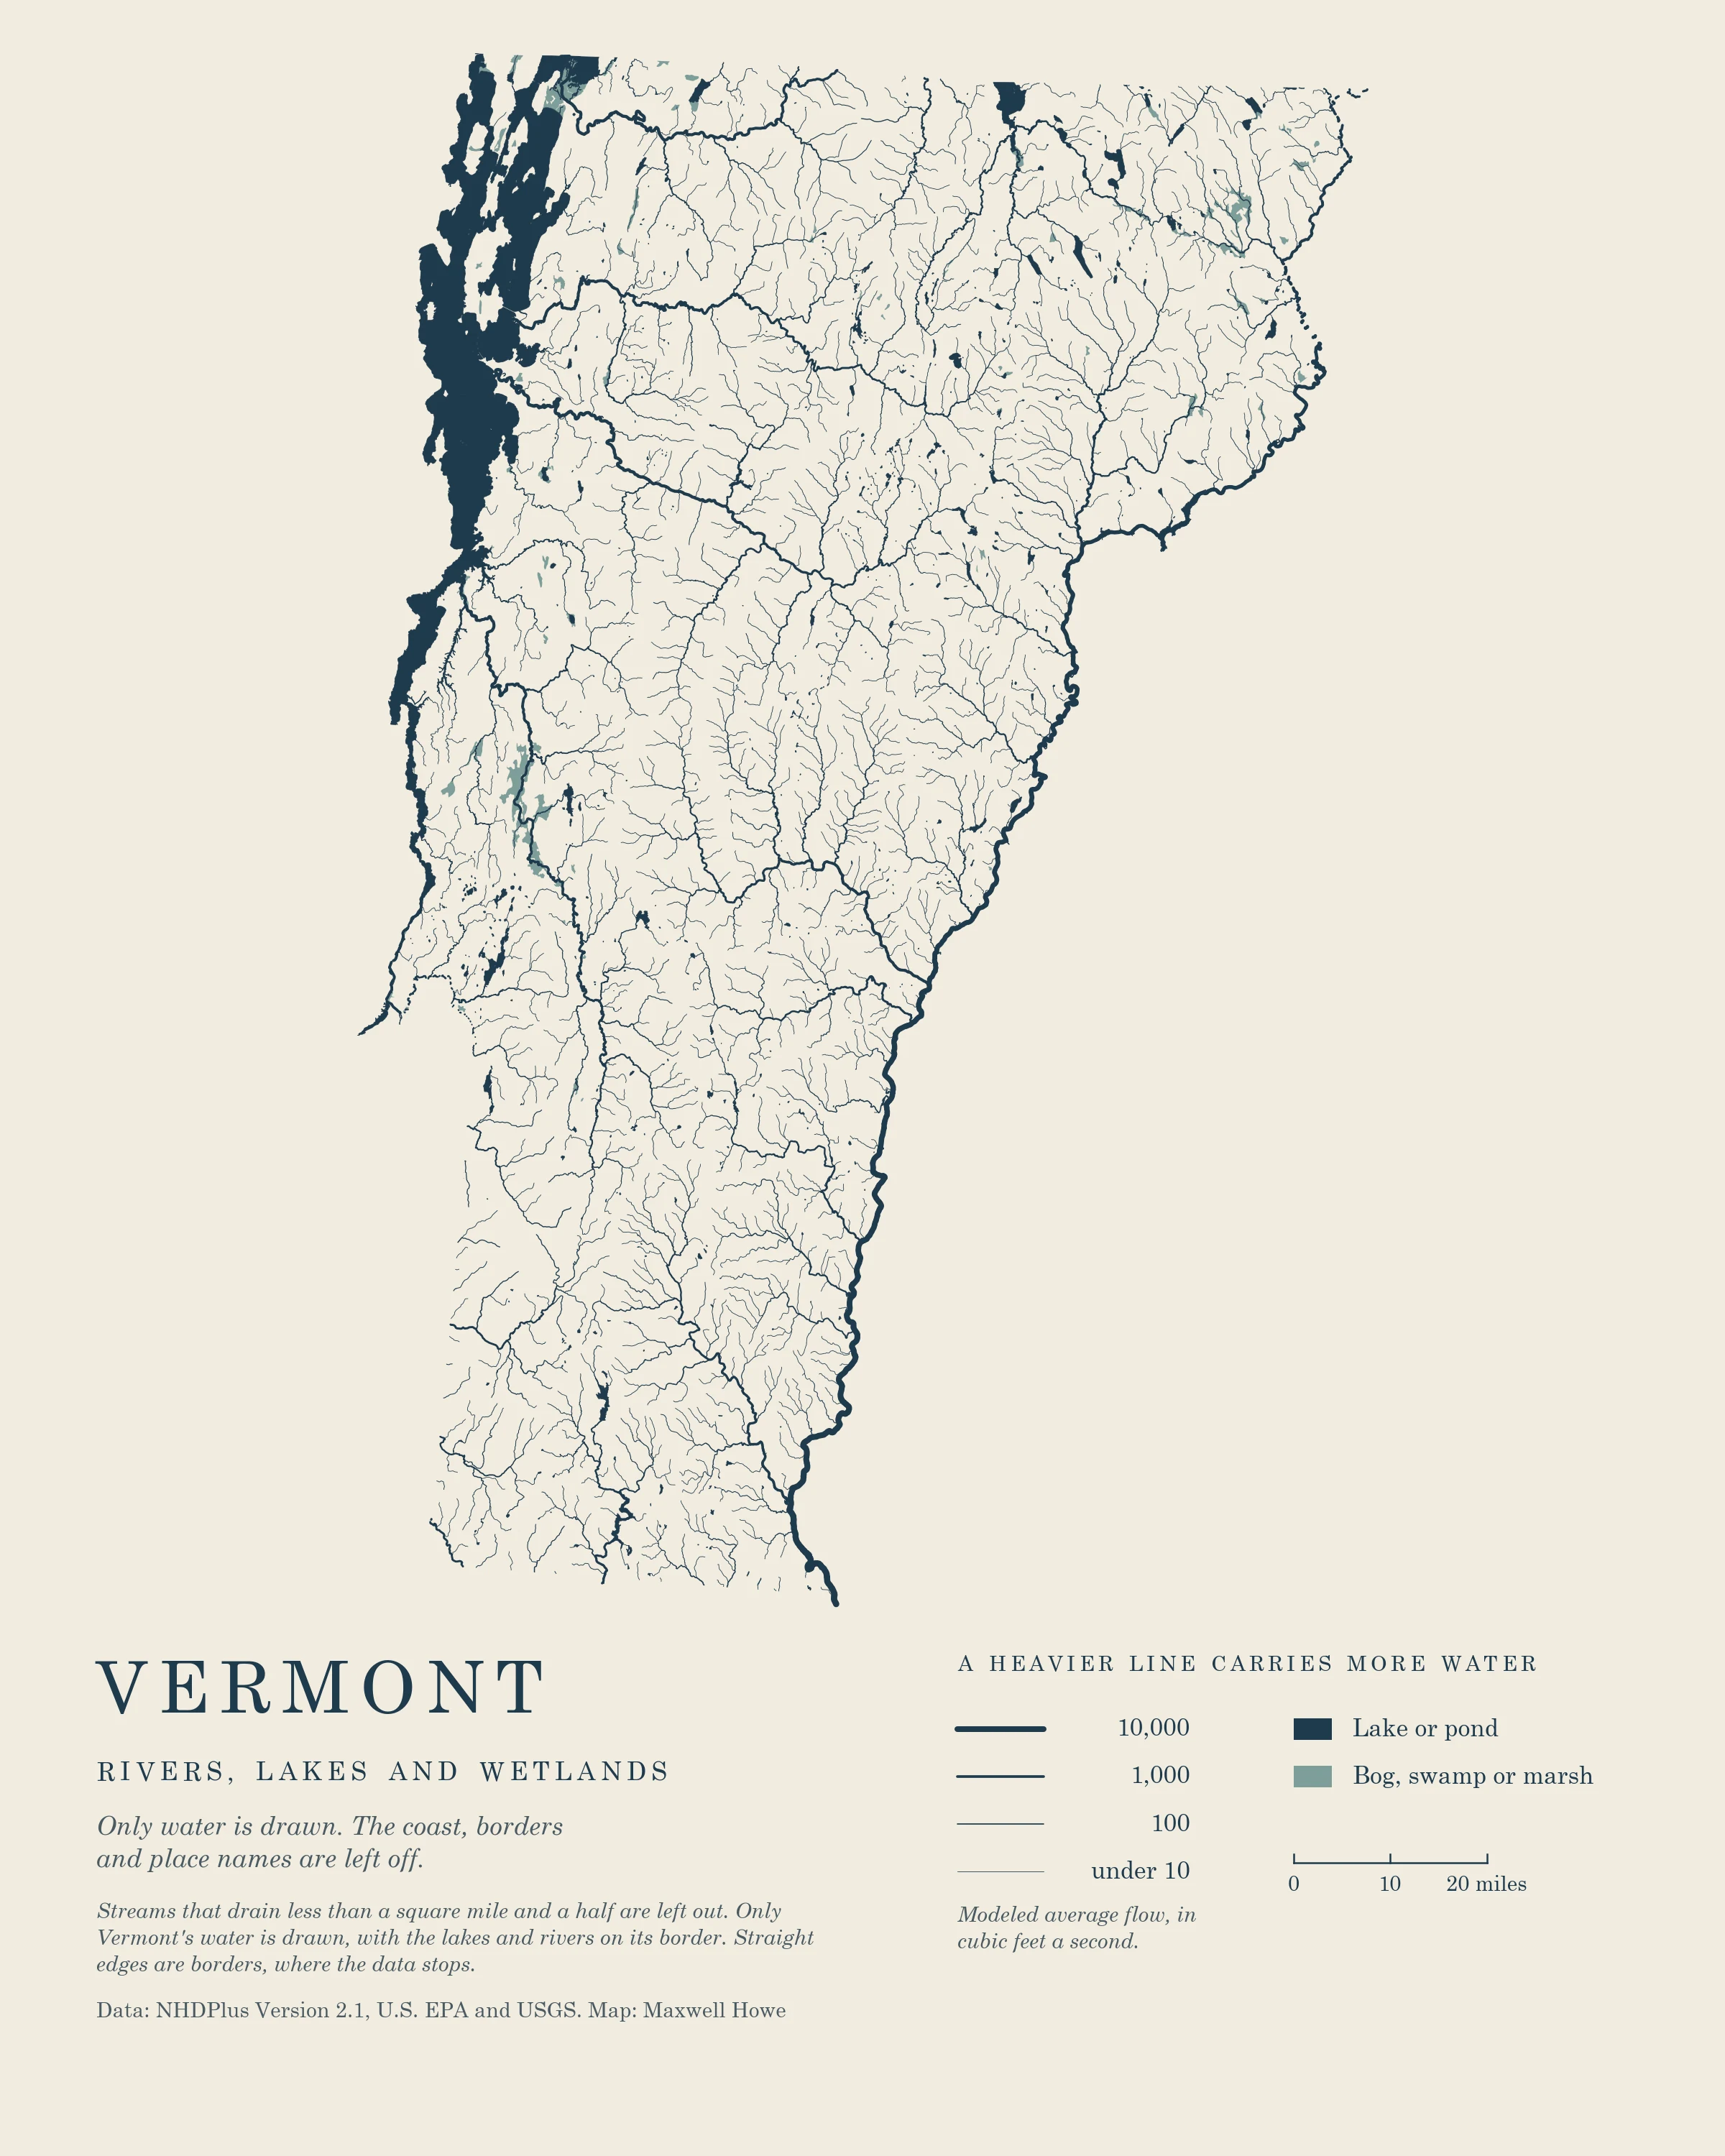 VERMONT
RIVERS, LAKES AND WETLANDS
Only water is drawn. The coast, borders
and place names are left off.
Streams that drain less than a square mile and a half are left out. Only
Vermont's water is drawn, with the lakes and rivers on its border. Straight
edges are borders, where the data stops.
Data: NHDPlus Version 2.1, U.S. EPA and USGS. Map: Maxwell Howe
A HEAVIER LINE CARRIES MORE WATER
10,000
1,000
100
under 10
Modeled average flow, in
cubic feet a second.
Lake or pond
Bog, swamp or marsh
0 10 20 miles